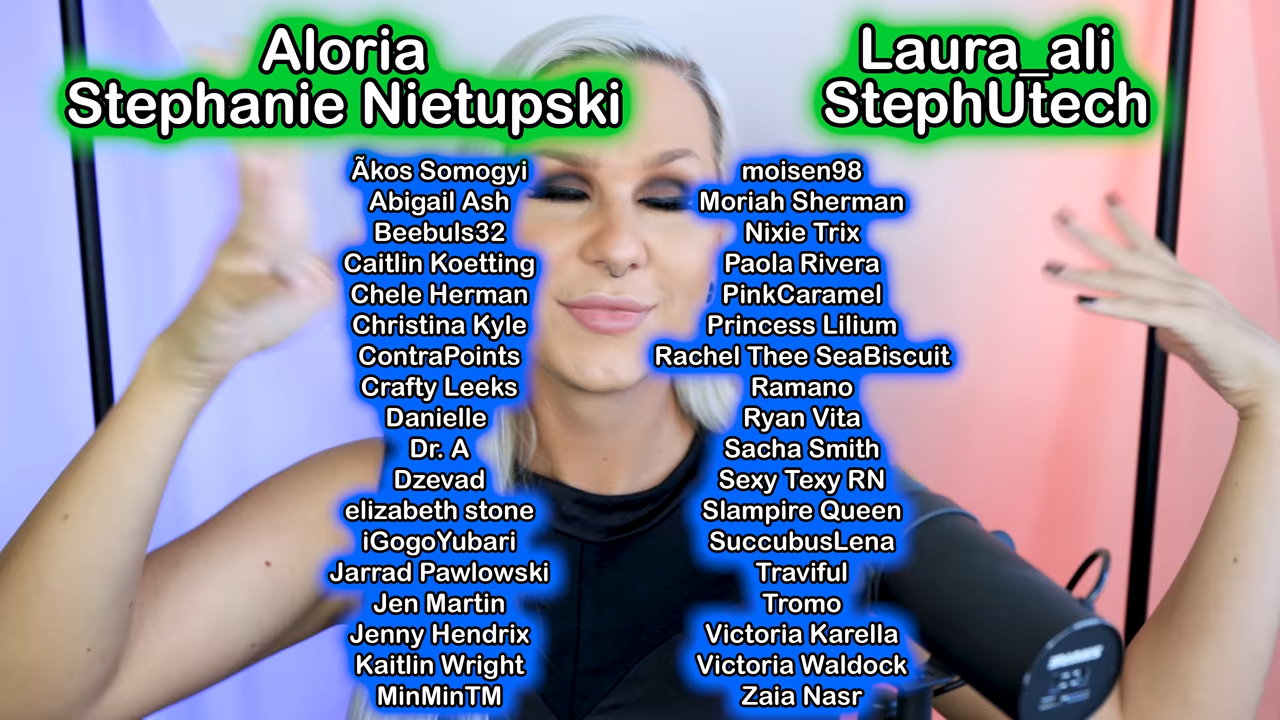 Aloria
Stephanie Nietupski
Laura_ali
StephUtech
Ãkos Somogyi
Abigail Ash
Beebuls32
Caitlin Koetting
Chele Herman
Christina Kyle
ContraPoints
Crafty Leeks
Danielle
Dr. A
Dzevad
elizabeth stone
iGogoYubari
Jarrad Pawlowski
Jen Martin
Jenny Hendrix
Kaitlin Wright
MinMinTM
moisen98
Moriah Sherman
Nixie Trix
Paola Rivera
PinkCaramel
Princess Lilium
Rachel Thee SeaBiscuit
Ramano
Ryan Vita
Sacha Smith
Sexy Texy RN
Slampire Queen
SuccubusLena
Traviful
Tromo
Victoria Karella
Victoria Waldock
Zaia Nasr